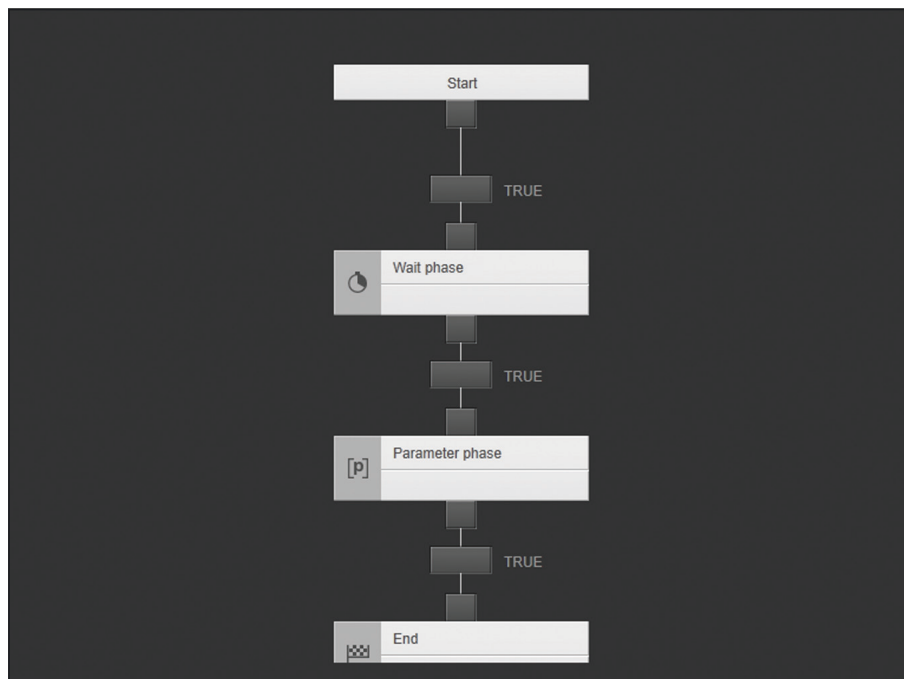 Start
TRUE
Wait phase
TRUE
[p]
Parameter phase
TRUE
End